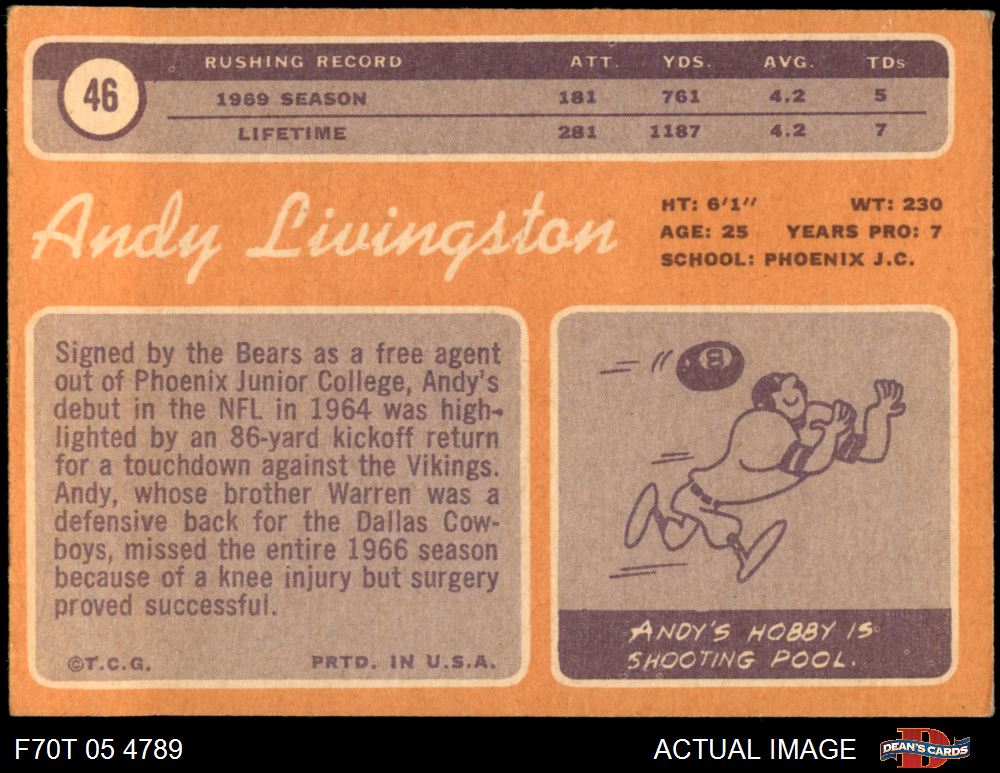 46
RUSHING RECORD ATT. YDS. AVG. TDs
1969 SEASON 181 761 4.2 5
LIFETIME 281 1187 4.2 7
Andy Livingston
HT: 6'1" WT: 230
AGE: 25 YEARS PRO: 7
SCHOOL: PHOENIX J.C.
Signed by the Bears as a free agent
out of Phoenix Junior College, Andy's
debut in the NFL in 1964 was high-
lighted by an 86-yard kickoff return
for a touchdown against the Vikings.
Andy, whose brother Warren was a
defensive back for the Dallas Cow-
boys, missed the entire 1966 season
because of a knee injury but surgery
proved successful.
©T.C.G. PRTD. IN U.S.A.
8
ANDY'S HOBBY IS
SHOOTING POOL.
F70T 05 4789 ACTUAL IMAGE
D
DEAN'S CARDS